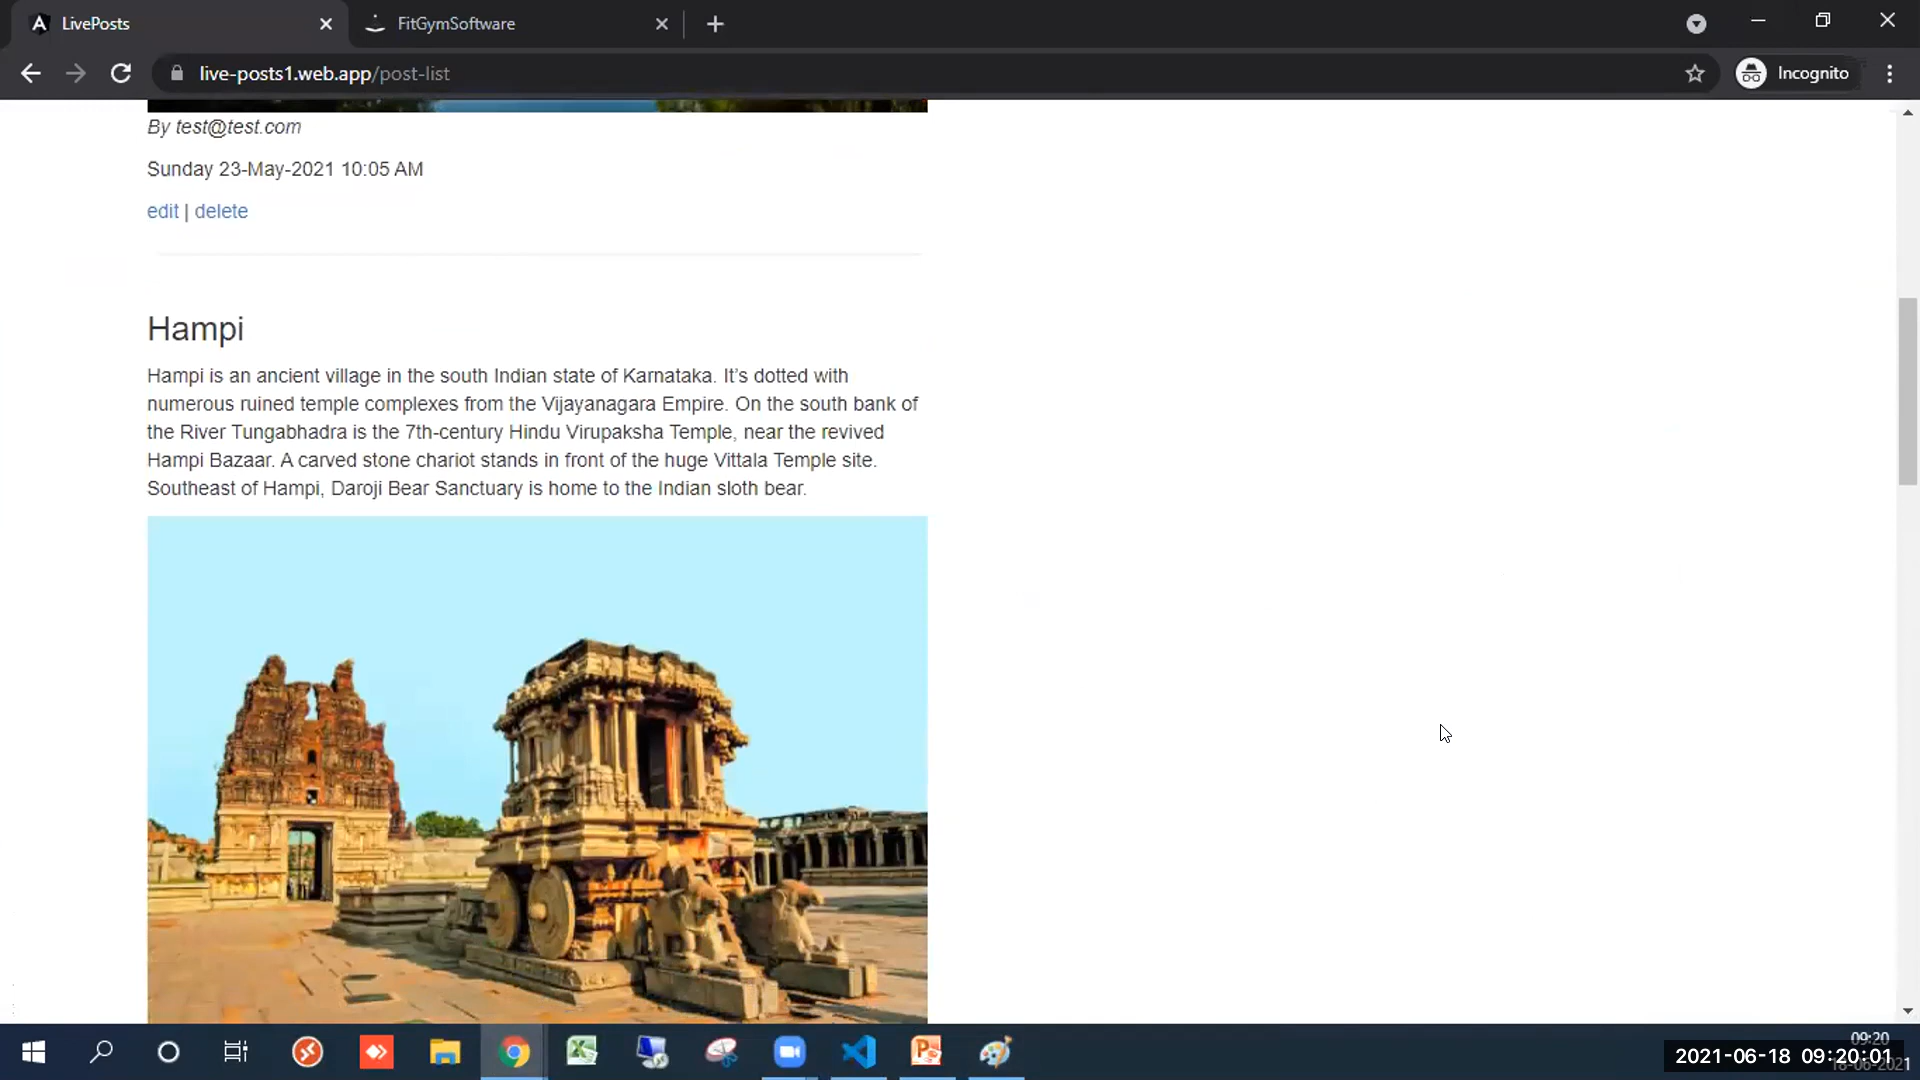 LivePosts
FitGymSoftware
live-posts1.web.app/post-list
Incognito
By test@test.com
Sunday 23-May-2021 10:05 AM
edit | delete
Hampi
Hampi is an ancient village in the south Indian state of Karnataka. It’s dotted with
numerous ruined temple complexes from the Vijayanagara Empire. On the south bank of
the River Tungabhadra is the 7th-century Hindu Virupaksha Temple, near the revived
Hampi Bazaar. A carved stone chariot stands in front of the huge Vittala Temple site.
Southeast of Hampi, Daroji Bear Sanctuary is home to the Indian sloth bear.
09:20
2021-06-18 09:20:01
18-06-2021